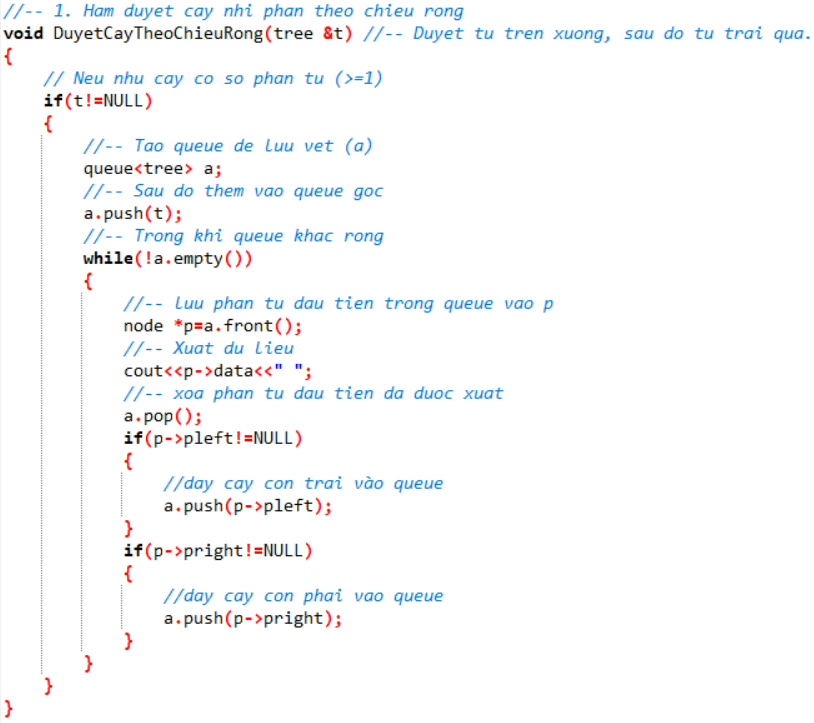 //-- 1. Ham duyet cay nhi phan theo chieu rong
void DuyetCayTheoChieuRong(tree &t) //-- Duyet tu tren xuong, sau do tu trai qua.
{
    // Neu nhu cay co so phan tu (>=1)
    if(t!=NULL)
    {
        //-- Tao queue de luu vet (a)
        queue<tree> a;
        //-- Sau do them vao queue goc
        a.push(t);
        //-- Trong khi queue khac rong
        while(!a.empty())
        {
            //-- luu phan tu dau tien trong queue vao p
            node *p=a.front();
            //-- Xuat du lieu
            cout<<p->data<<" ";
            //-- xoa phan tu dau tien da duoc xuat
            a.pop();
            if(p->pleft!=NULL)
            {
                //day cay con trai vào queue
                a.push(p->pleft);
            }
            if(p->pright!=NULL)
            {
                //day cay con phai vao queue
                a.push(p->pright);
            }
        }
    }
}